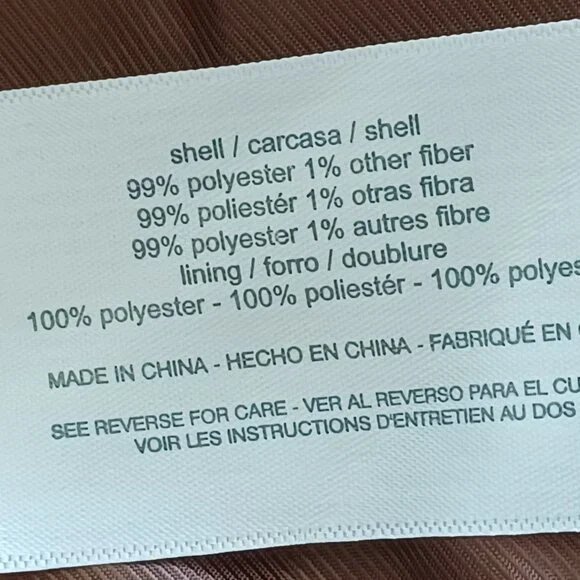 shell / carcasa / shell
99% polyester 1% other fiber
99% poliestér 1% otras fibra
99% polyester 1% autres fibre
lining / forro / doublure
100% polyester - 100% poliestér - 100% polyes
MADE IN CHINA - HECHO EN CHINA - FABRIQUÉ EN
SEE REVERSE FOR CARE - VER AL REVERSO PARA EL CU
VOIR LES INSTRUCTIONS D'ENTRETIEN AU DOS